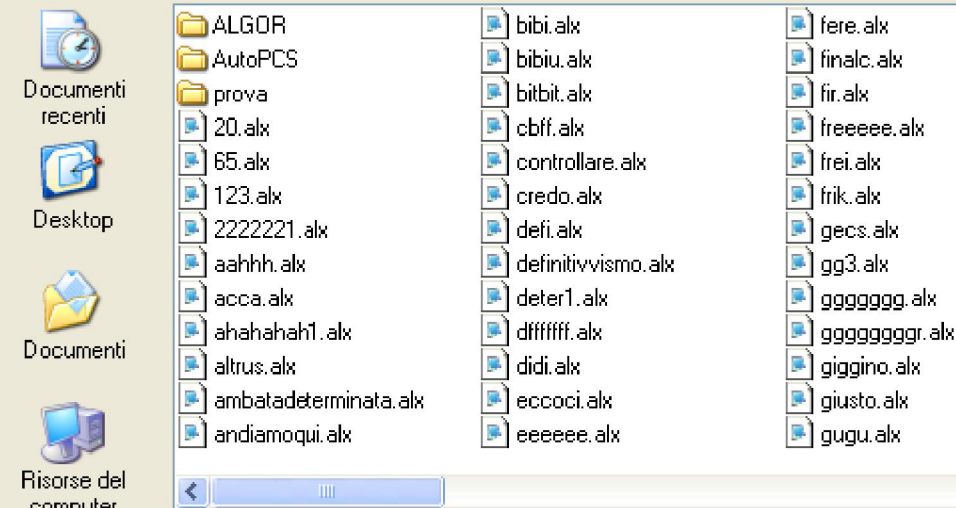 Documenti
recenti
Desktop
Documenti
Risorse del
computer
ALGOR
AutoPCS
prova
20.alx
65.alx
123.alx
2222221.alx
aahhh.alx
acca.alx
ahahahah1.alx
altrus.alx
ambatadeterminata.alx
andiamoqui.alx
bibi.alx
bibiu.alx
bitbit.alx
cbff.alx
controllare.alx
credo.alx
defi.alx
definitivvismo.alx
deter1.alx
dfffffff.alx
didi.alx
eccoci.alx
eeeeee.alx
fere.alx
finalc.alx
fir.alx
freeeee.alx
frei.alx
frik.alx
gecs.alx
gg3.alx
ggggggg.alx
ggggggggr.alx
giggino.alx
giusto.alx
gugu.alx